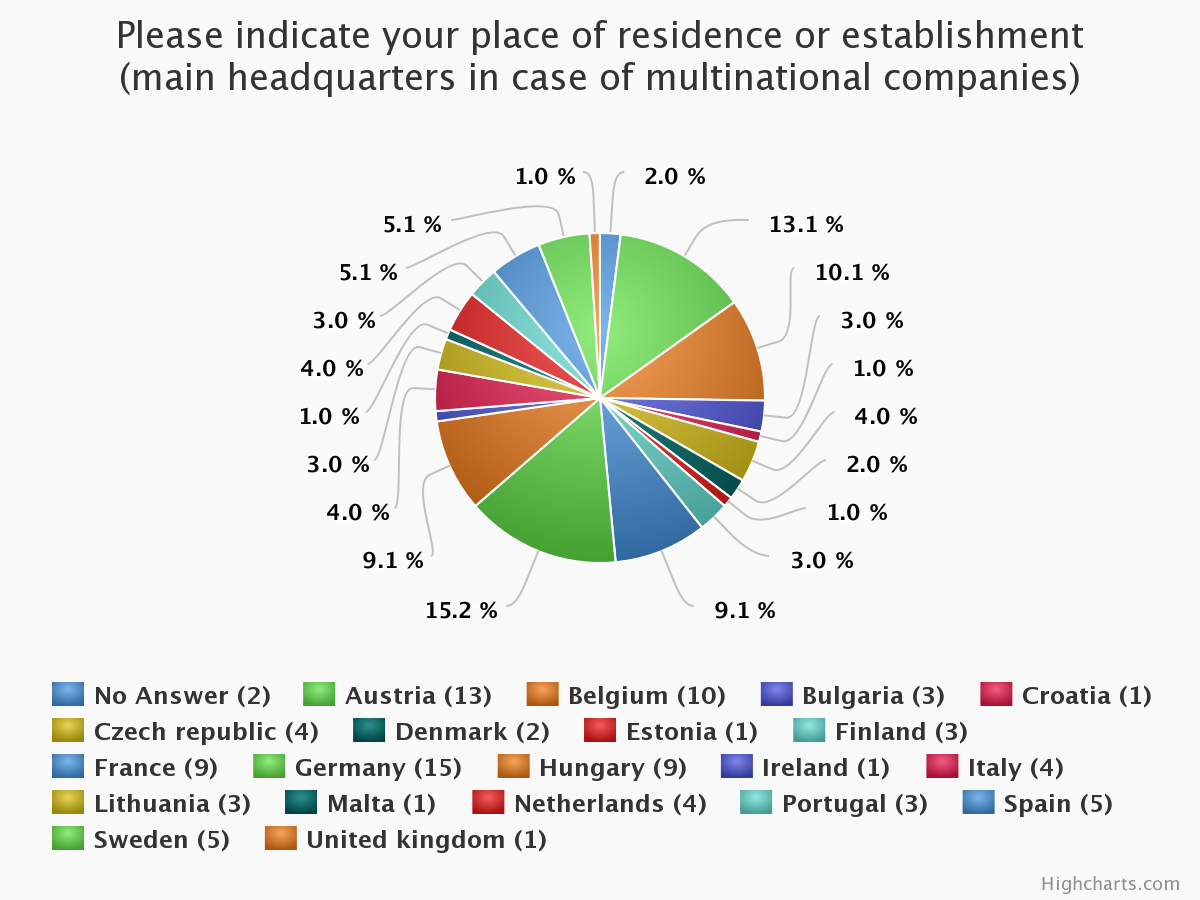 Please indicate your place of residence or establishment
(main headquarters in case of multinational companies)
1.0 %
2.0 %
5.1 %
13.1 %
5.1 %
10.1 %
3.0 %
3.0 %
4.0 %
1.0 %
1.0 %
4.0 %
3.0 %
2.0 %
4.0 %
1.0 %
9.1 %
3.0 %
15.2 %
9.1 %
No Answer (2) Austria (13) Belgium (10) Bulgaria (3) Croatia (1)
Czech republic (4) Denmark (2) Estonia (1) Finland (3)
France (9) Germany (15) Hungary (9) Ireland (1) Italy (4)
Lithuania (3) Malta (1) Netherlands (4) Portugal (3) Spain (5)
Sweden (5) United kingdom (1)
Highcharts.com